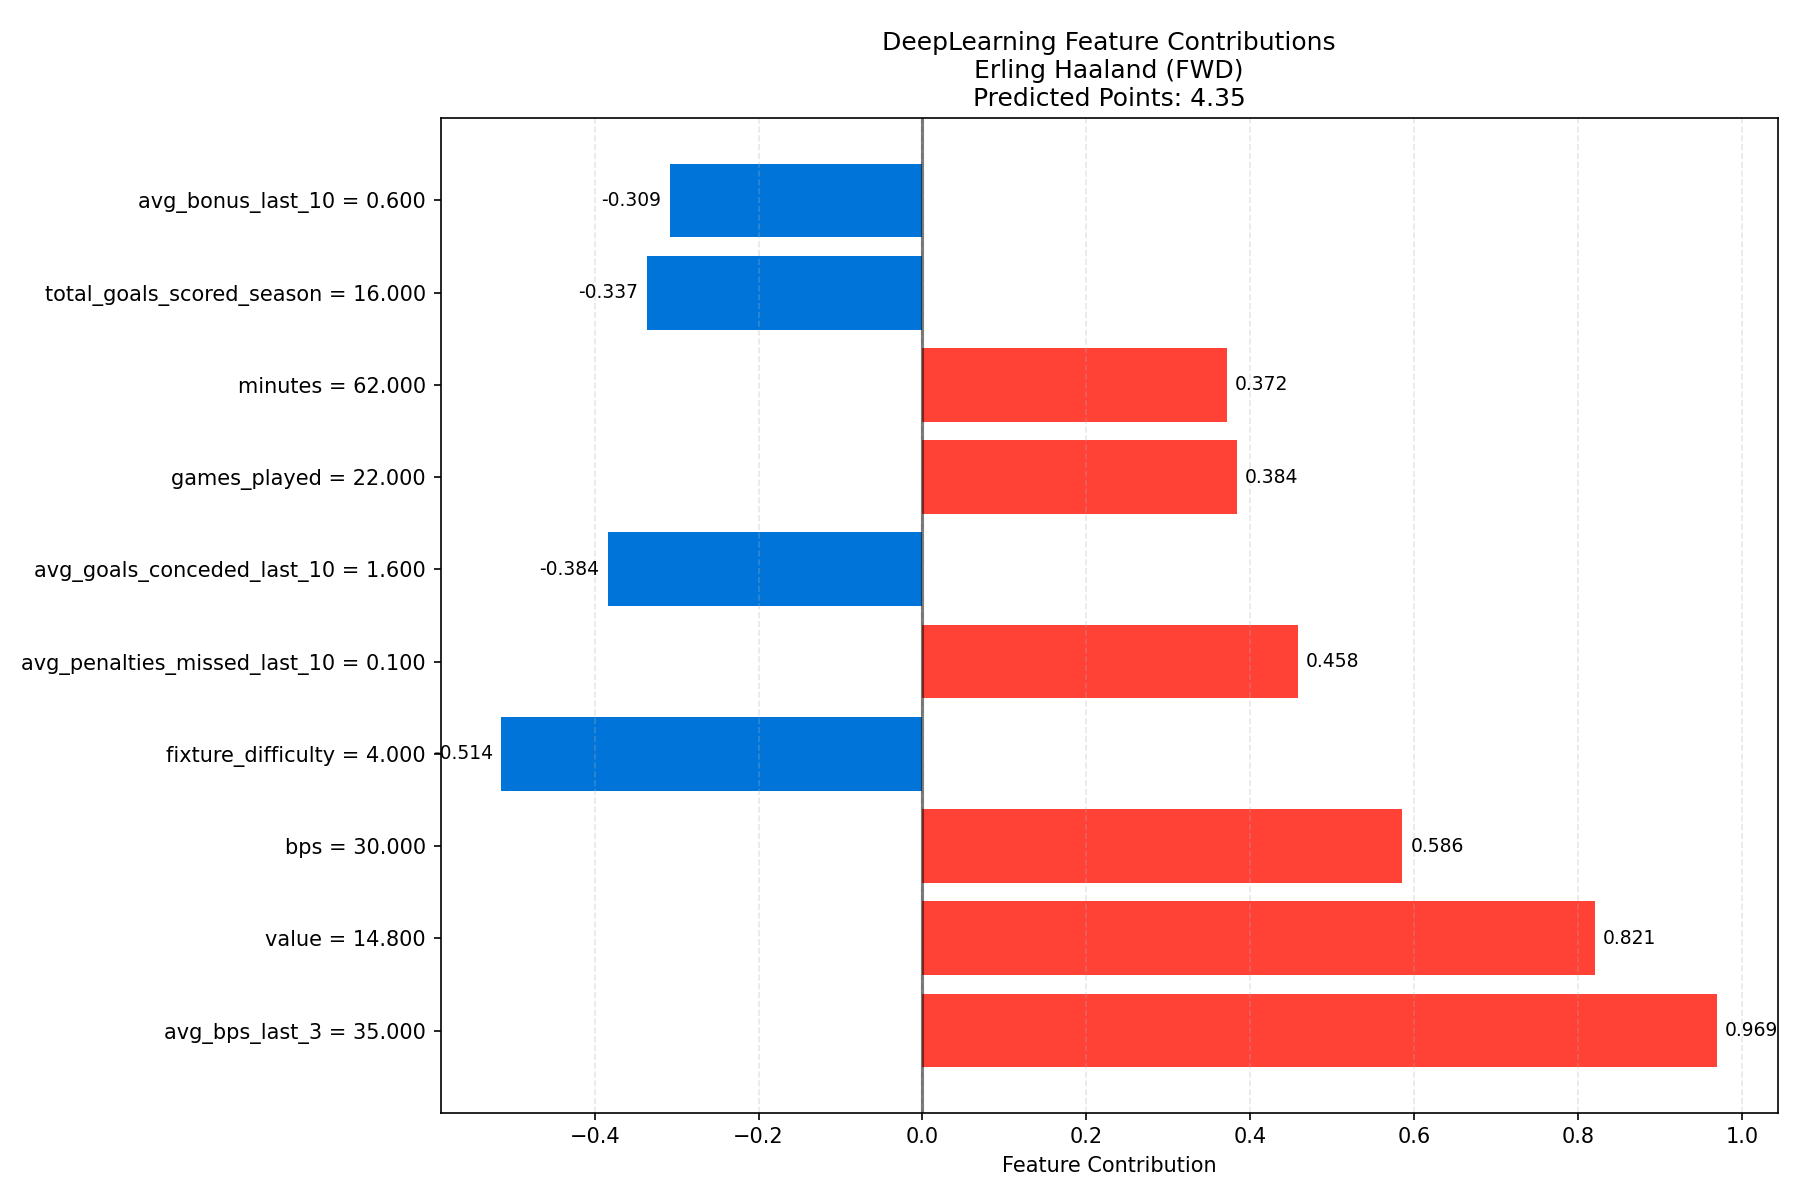 DeepLearning Feature Contributions
Erling Haaland (FWD)
Predicted Points: 4.35
avg_bonus_last_10 = 0.600
-0.309
total_goals_scored_season = 16.000
-0.337
minutes = 62.000
0.372
games_played = 22.000
0.384
avg_goals_conceded_last_10 = 1.600
-0.384
avg_penalties_missed_last_10 = 0.100
0.458
fixture_difficulty = 4.000
-0.514
bps = 30.000
0.586
value = 14.800
0.821
avg_bps_last_3 = 35.000
0.969
−0.4 −0.2 0.0 0.2 0.4 0.6 0.8 1.0
Feature Contribution